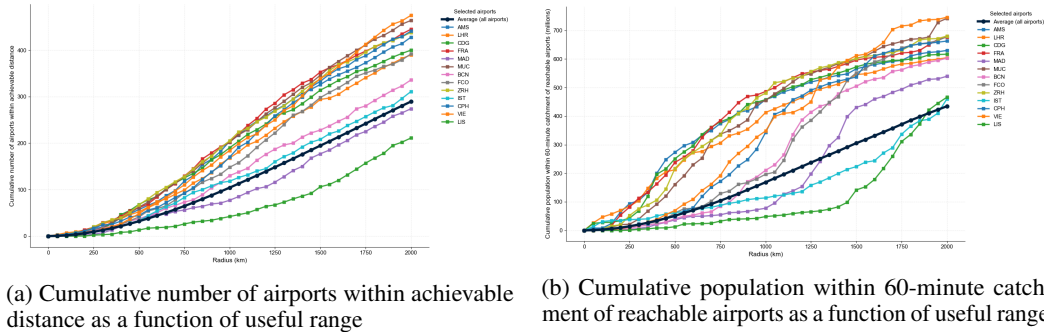 Selected airports
Average (all airports)
AMS
LHR
CDG
FRA
MAD
MUC
BCN
FCO
ZRH
IST
CPH
VIE
LIS
Cumulative number of airports within achievable distance
400
300
200
100
0
0 250 500 750 1000 1250 1500 1750 2000
Radius (km)
(a) Cumulative number of airports within achievable
distance as a function of useful range
Selected airports
Average (all airports)
AMS
LHR
CDG
FRA
MAD
MUC
BCN
FCO
ZRH
IST
CPH
VIE
LIS
Cumulative population within 60-minute catchment of reachable airports (millions)
700
600
500
400
300
200
100
0
0 250 500 750 1000 1250 1500 1750 2000
Radius (km)
(b) Cumulative population within 60-minute catch
ment of reachable airports as a function of useful range